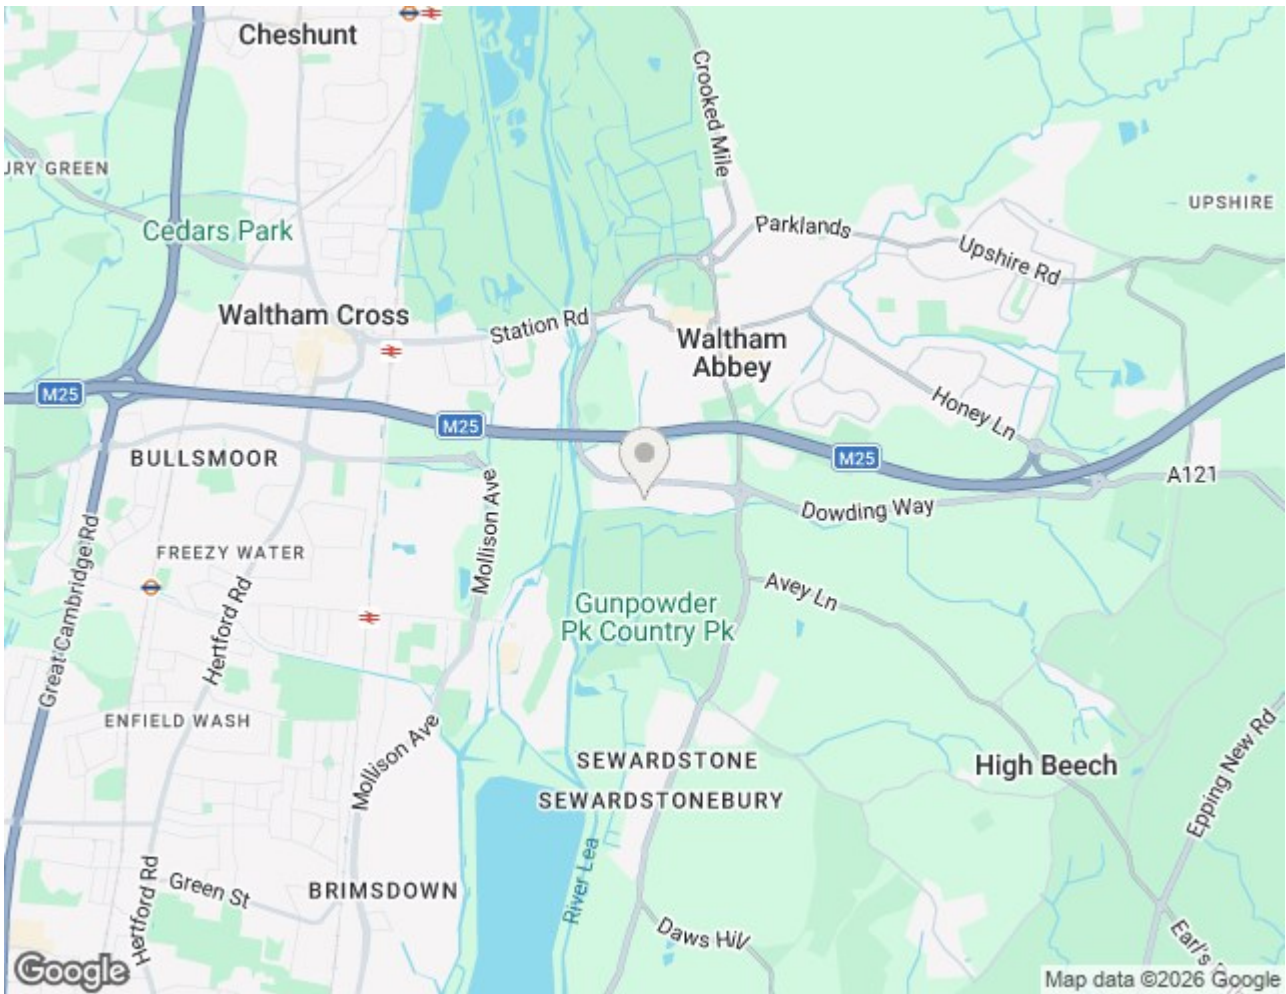 Cheshunt
Crooked Mile
URY GREEN
UPSHIRE
Cedars Park
Parklands
Upshire Rd
Waltham Cross
Station Rd
Waltham
Abbey
M25
Honey Ln
M25
BULLSMOOR
M25
A121
Mollison Ave
Dowding Way
Great Cambridge Rd
FREEZY WATER
Hertford Rd
Avey Ln
Gunpowder
Pk Country Pk
ENFIELD WASH
Mollison Ave
SEWARDSTONE
High Beech
Epping New Rd
SEWARDSTONEBURY
Green St
BRIMSDOWN
River Lea
Hertford Rd
Daws Hil
Earl's
Google
Map data ©2026 Google